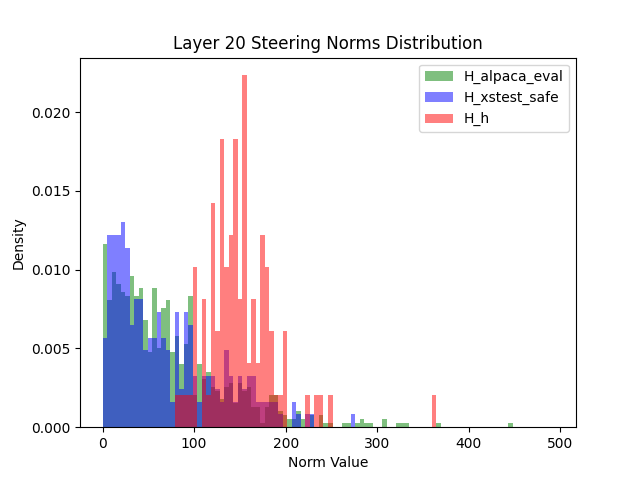 Layer 20 Steering Norms Distribution
H_alpaca_eval
H_xstest_safe
H_h
Density
0.020
0.015
0.010
0.005
0.000
0
100
200
300
400
500
Norm Value